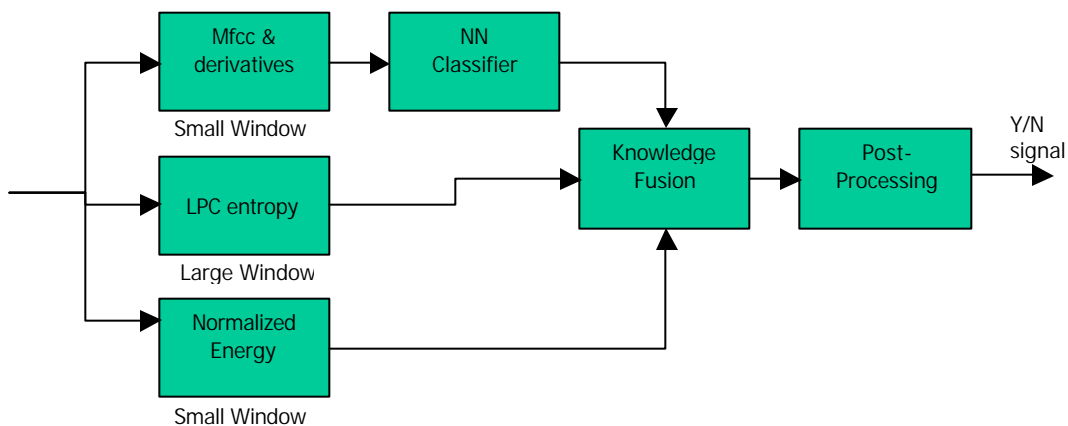 Mfcc &
derivatives
NN
Classifier
Small Window
Knowledge
Fusion
Post-
Processing
Y/N
signal
LPC entropy
Large Window
Normalized
Energy
Small Window